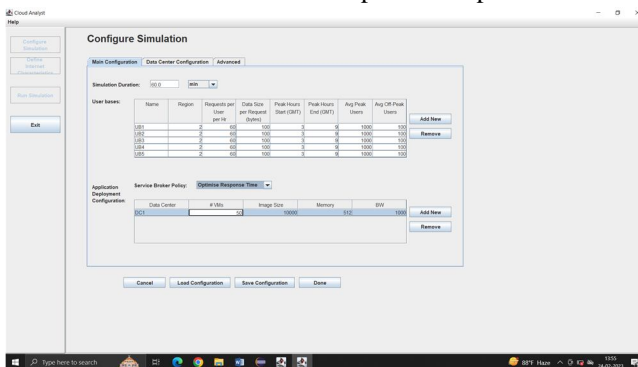 Cloud Analyst
Help
Configure Simulation
Define Internet Characteristics
Run Simulation
Exit
Configure Simulation
Main Configuration Data Center Configuration Advanced
Simulation Duration: 60.0 min
User bases:
Name Region Requests per User per Hr Data Size per Request (bytes) Peak Hours Start (GMT) Peak Hours End (GMT) Avg Peak Users Avg Off-Peak Users
UB1 2 60 100 3 9 1000 100
UB2 2 60 100 3 9 1000 100
UB3 2 60 100 3 9 1000 100
UB4 2 60 100 3 9 1000 100
UB5 2 60 100 3 9 1000 100
Add New
Remove
Application Deployment Configuration
Service Broker Policy: Optimise Response Time
Data Center # VMs Image Size Memory BW
DC1 50 10000 512 1000
Add New
Remove
Cancel Load Configuration Save Configuration Done
Type here to search
88°F Haze
13:55
24-02-2023